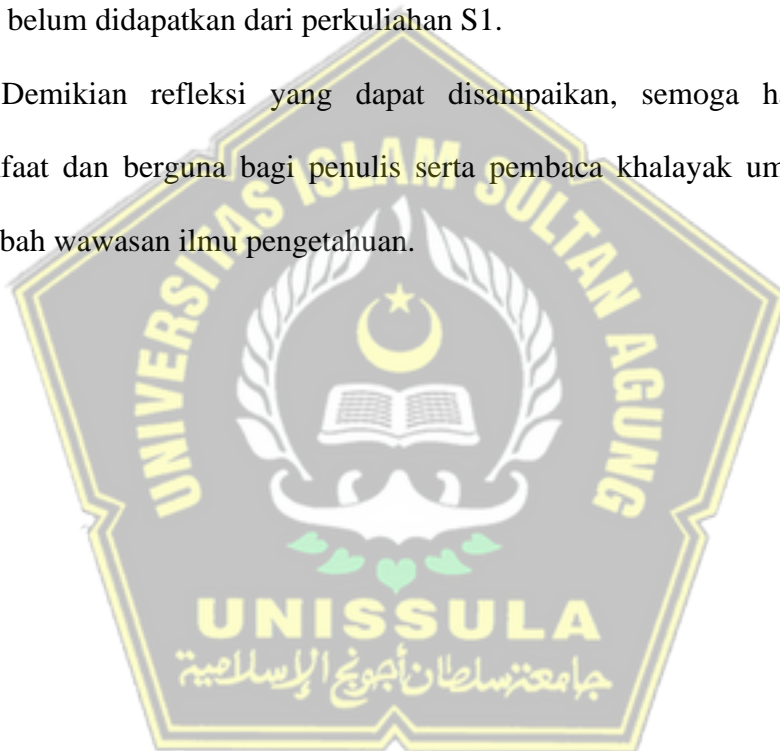 belum didapatkan dari perkuliahan S1.
Demikian refleksi yang dapat disampaikan, semoga ha
faat dan berguna bagi penulis serta pembaca khalayak um
bah wawasan ilmu pengetahuan.
UNIVERSITAS ISLAM SULTAN AGUNG
UNISSULA
جامعة سلطان أجونج الإسلامية